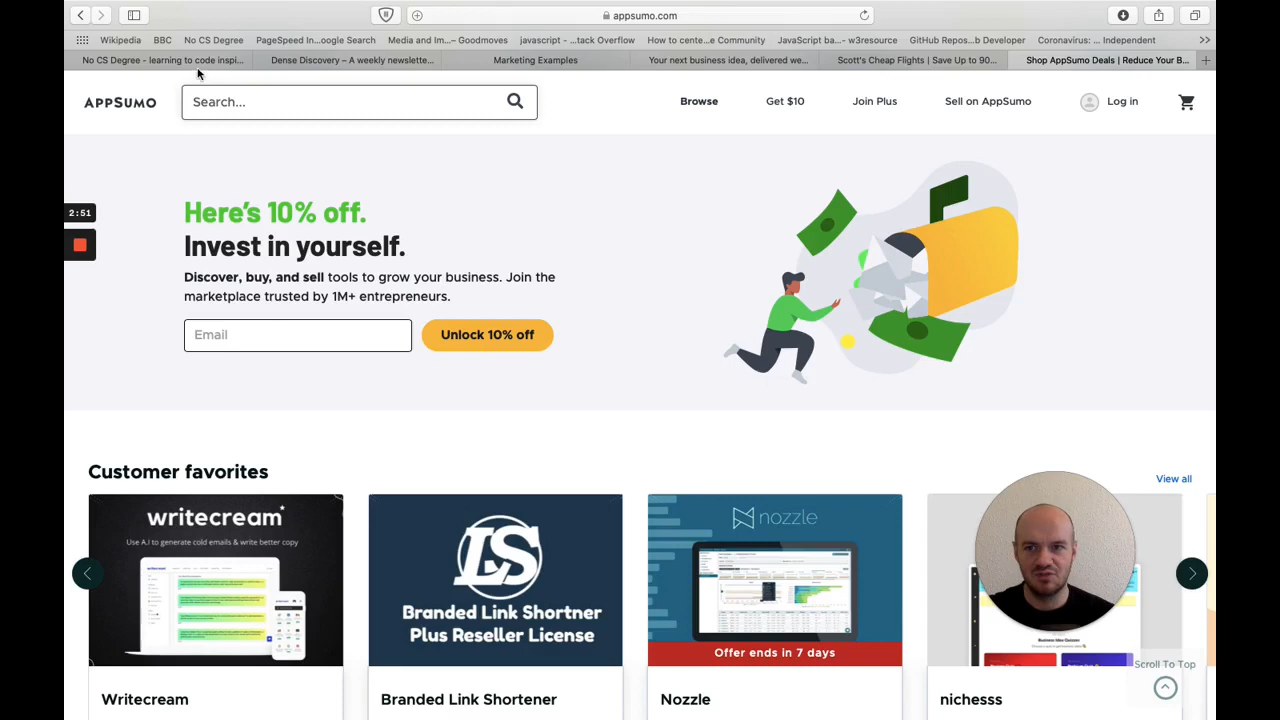 appsumo.com
Wikipedia BBC No CS Degree PageSpeed In...oogle Search Media and Im...– Goodmoves javascript - ...tack Overflow How to cente...e Community JavaScript ba...- w3resource GitHub Repos...b Developer Coronavirus: ... Independent
No CS Degree - learning to code inspi... Dense Discovery – A weekly newslette... Marketing Examples Your next business idea, delivered we... Scott's Cheap Flights | Save Up to 90... Shop AppSumo Deals | Reduce Your B...
APPSUMO Search... Browse Get $10 Join Plus Sell on AppSumo Log in
Here's 10% off.
2:51
Invest in yourself.
Discover, buy, and sell tools to grow your business. Join the
marketplace trusted by 1M+ entrepreneurs.
Email Unlock 10% off
Customer favorites
View all
writecream
Use A.I to generate cold emails & write better copy
LS
Branded Link Shortner
Plus Reseller License
nozzle
Offer ends in 7 days
Business Idea Quizzes
Scroll To Top
Writecream Branded Link Shortener Nozzle nichesss